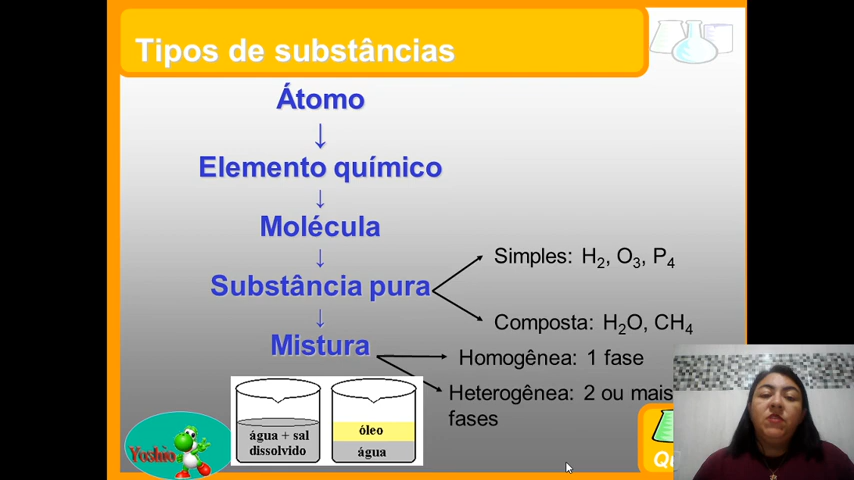 Tipos de substâncias
Átomo
↓
Elemento químico
↓
Molécula
↓
Substância pura
Simples: H₂, O₃, P₄
Composta: H₂O, CH₄
↓
Mistura
Homogênea: 1 fase
Heterogênea: 2 ou mais
fases
água + sal
dissolvido
óleo
água
Yoshio